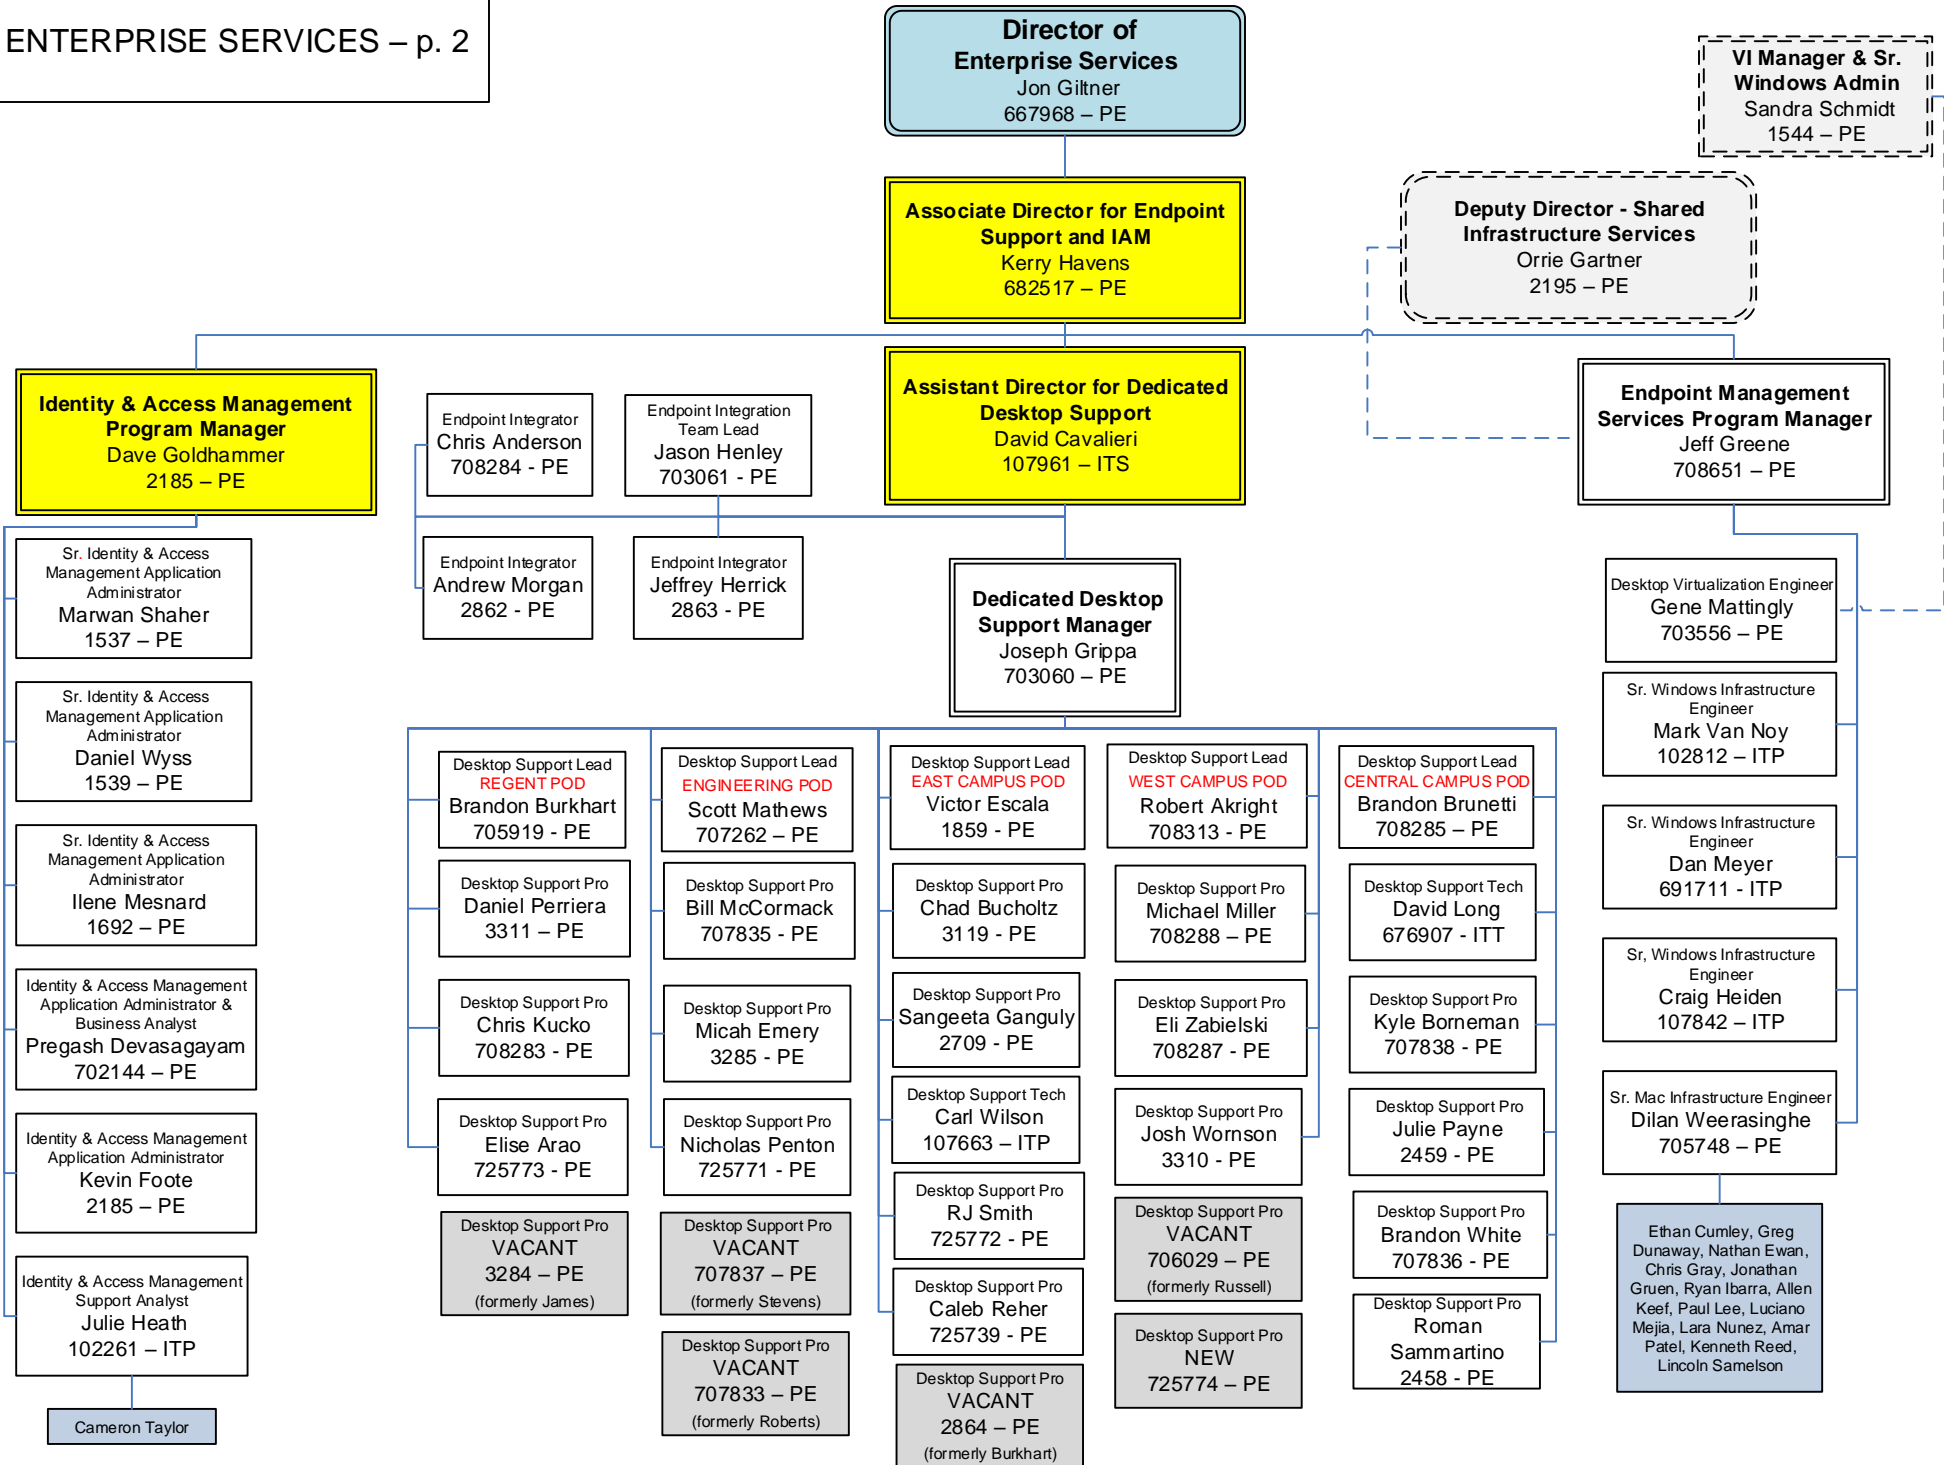 ENTERPRISE SERVICES – p. 2
Director of
Enterprise Services
Jon Giltner
667968 – PE
VI Manager & Sr.
Windows Admin
Sandra Schmidt
1544 – PE
Associate Director for Endpoint
Support and IAM
Kerry Havens
682517 – PE
Deputy Director - Shared
Infrastructure Services
Orrie Gartner
2195 – PE
Identity & Access Management
Program Manager
Dave Goldhammer
2185 – PE
Endpoint Integrator
Chris Anderson
708284 - PE
Endpoint Integration
Team Lead
Jason Henley
703061 - PE
Assistant Director for Dedicated
Desktop Support
David Cavalieri
107961 – ITS
Endpoint Management
Services Program Manager
Jeff Greene
708651 – PE
Endpoint Integrator
Andrew Morgan
2862 - PE
Endpoint Integrator
Jeffrey Herrick
2863 - PE
Dedicated Desktop
Support Manager
Joseph Grippa
703060 – PE
Sr. Identity & Access
Management Application
Administrator
Marwan Shaher
1537 – PE
Sr. Identity & Access
Management Application
Administrator
Daniel Wyss
1539 – PE
Sr. Identity & Access
Management Application
Administrator
Ilene Mesnard
1692 – PE
Identity & Access Management
Application Administrator &
Business Analyst
Pregash Devasagayam
702144 – PE
Identity & Access Management
Application Administrator
Kevin Foote
2185 – PE
Identity & Access Management
Support Analyst
Julie Heath
102261 – ITP
Cameron Taylor
Desktop Support Lead
REGENT POD
Brandon Burkhart
705919 - PE
Desktop Support Pro
Daniel Perriera
3311 – PE
Desktop Support Pro
Chris Kucko
708283 - PE
Desktop Support Pro
Elise Arao
725773 - PE
Desktop Support Pro
VACANT
3284 – PE
(formerly James)
Desktop Support Lead
ENGINEERING POD
Scott Mathews
707262 – PE
Desktop Support Pro
Bill McCormack
707835 - PE
Desktop Support Pro
Micah Emery
3285 - PE
Desktop Support Pro
Nicholas Penton
725771 - PE
Desktop Support Pro
VACANT
707837 – PE
(formerly Stevens)
Desktop Support Pro
VACANT
707833 – PE
(formerly Roberts)
Desktop Support Lead
EAST CAMPUS POD
Victor Escala
1859 - PE
Desktop Support Pro
Chad Bucholtz
3119 - PE
Desktop Support Pro
Sangeeta Ganguly
2709 - PE
Desktop Support Tech
Carl Wilson
107663 – ITP
Desktop Support Pro
RJ Smith
725772 - PE
Desktop Support Pro
Caleb Reher
725739 - PE
Desktop Support Pro
VACANT
2864 – PE
(formerly Burkhart)
Desktop Support Lead
WEST CAMPUS POD
Robert Akright
708313 - PE
Desktop Support Pro
Michael Miller
708288 – PE
Desktop Support Pro
Eli Zabielski
708287 - PE
Desktop Support Pro
Josh Wornson
3310 - PE
Desktop Support Pro
VACANT
706029 – PE
(formerly Russell)
Desktop Support Pro
NEW
725774 – PE
Desktop Support Lead
CENTRAL CAMPUS POD
Brandon Brunetti
708285 – PE
Desktop Support Tech
David Long
676907 - ITT
Desktop Support Pro
Kyle Borneman
707838 - PE
Desktop Support Pro
Julie Payne
2459 - PE
Desktop Support Pro
Brandon White
707836 - PE
Desktop Support Pro
Roman
Sammartino
2458 - PE
Desktop Virtualization Engineer
Gene Mattingly
703556 – PE
Sr. Windows Infrastructure
Engineer
Mark Van Noy
102812 – ITP
Sr. Windows Infrastructure
Engineer
Dan Meyer
691711 - ITP
Sr, Windows Infrastructure
Engineer
Craig Heiden
107842 – ITP
Sr. Mac Infrastructure Engineer
Dilan Weerasinghe
705748 – PE
Ethan Cumley, Greg
Dunaway, Nathan Ewan,
Chris Gray, Jonathan
Gruen, Ryan Ibarra, Allen
Keef, Paul Lee, Luciano
Mejia, Lara Nunez, Amar
Patel, Kenneth Reed,
Lincoln Samelson